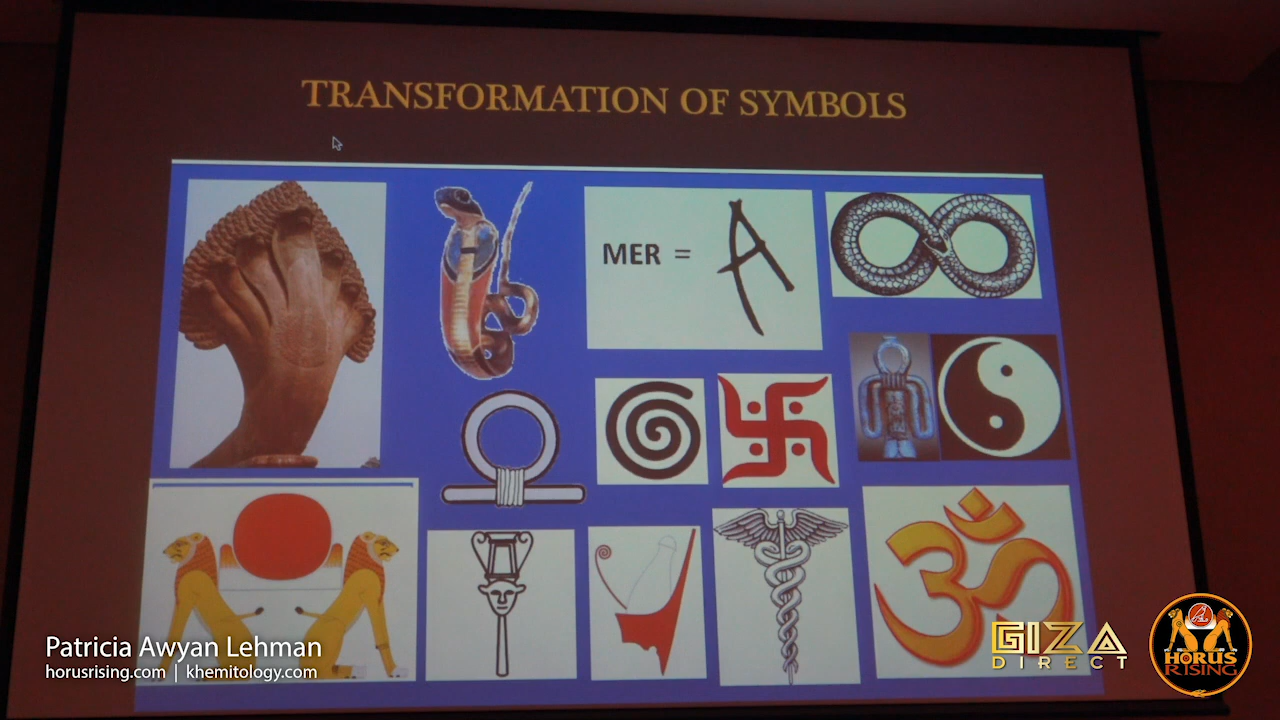 TRANSFORMATION OF SYMBOLS
MER =
Patricia Awyan Lehman
horusrising.com | khemitology.com
GIZA
DIRECT
HORUS
RISING